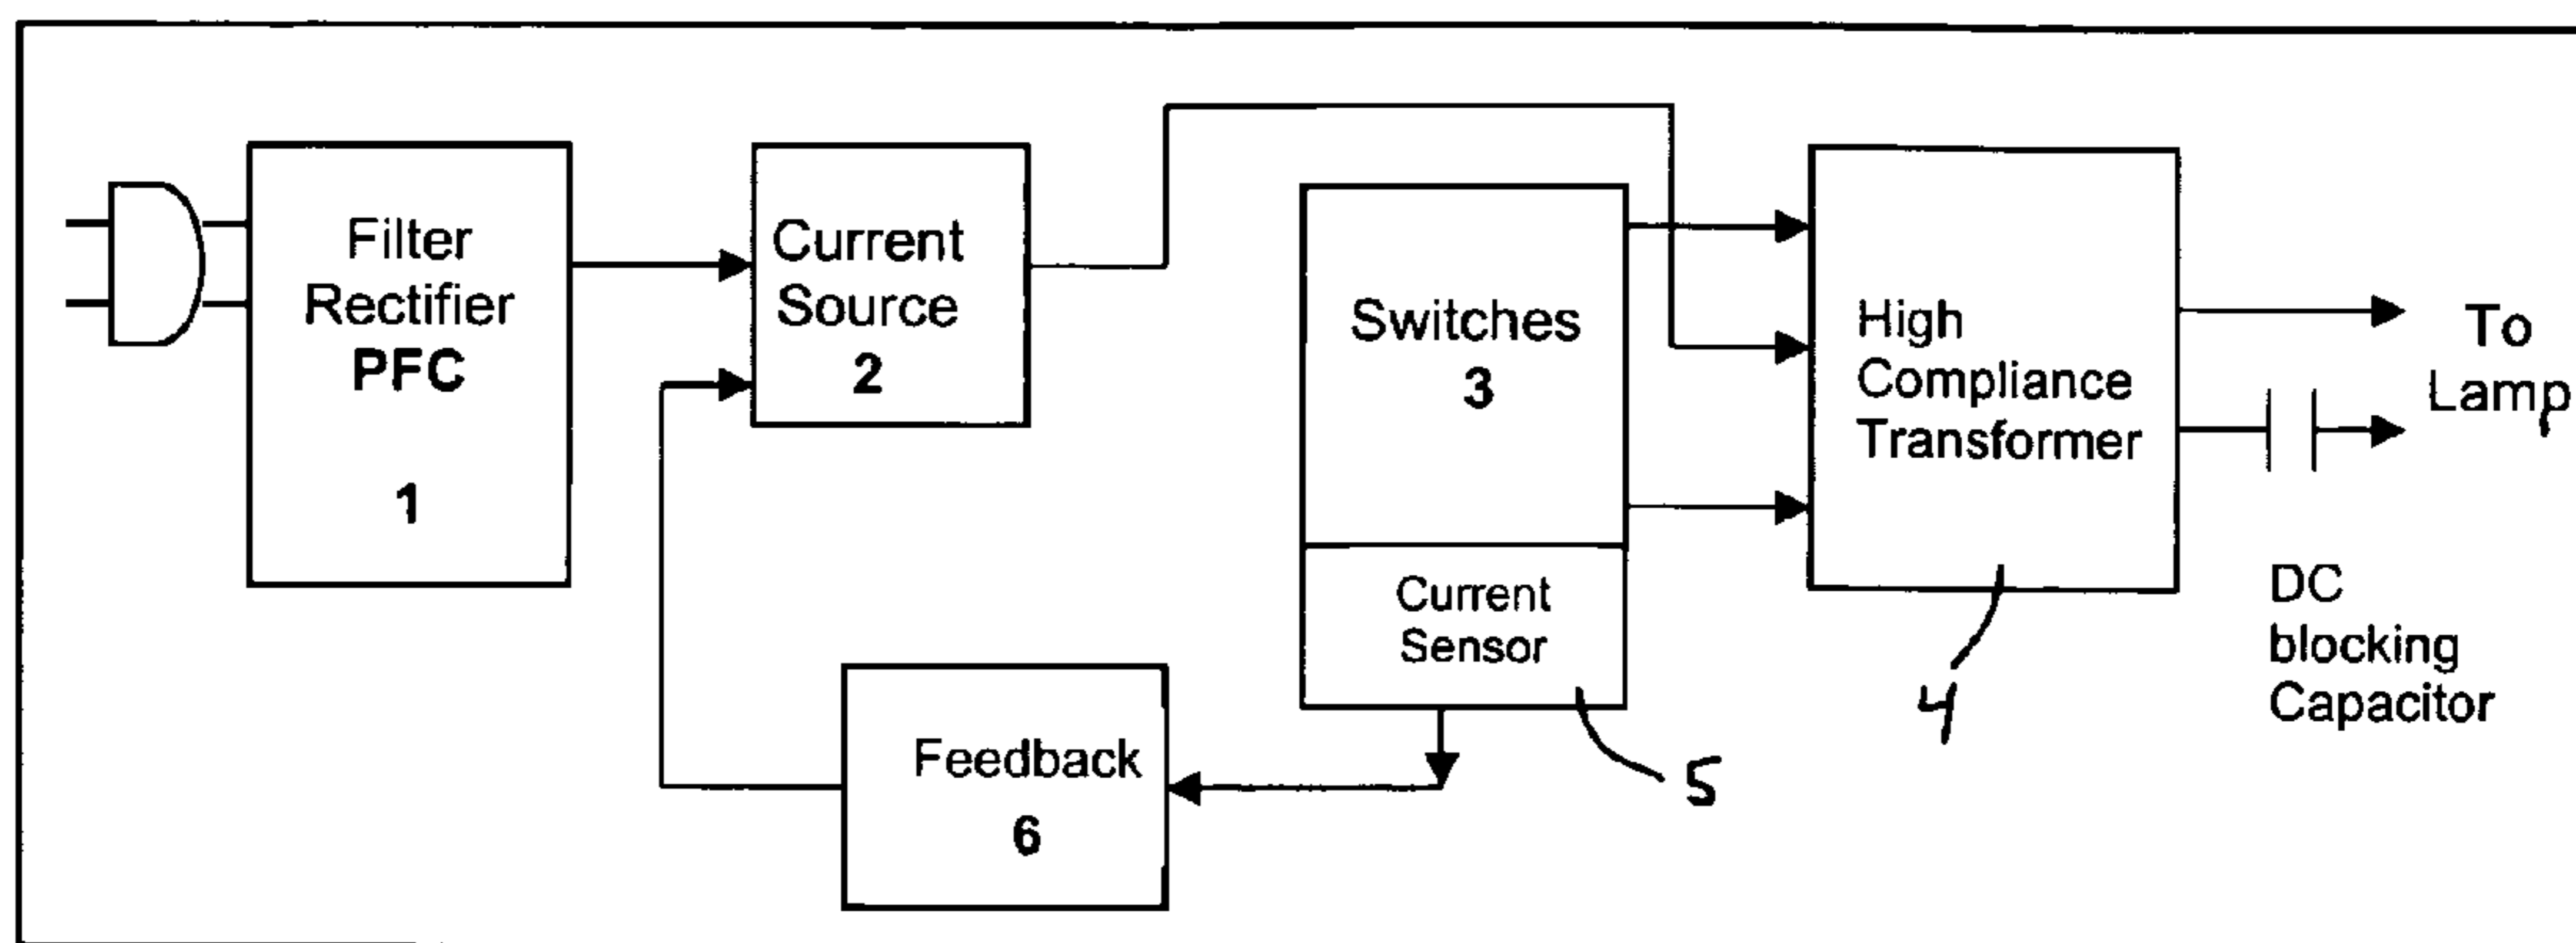 Filter
Rectifier
PFC
1
Current
Source
2
Switches
3
Current
Sensor
5
High
Compliance
Transformer
4
To
Lamp
DC
blocking
Capacitor
Feedback
6